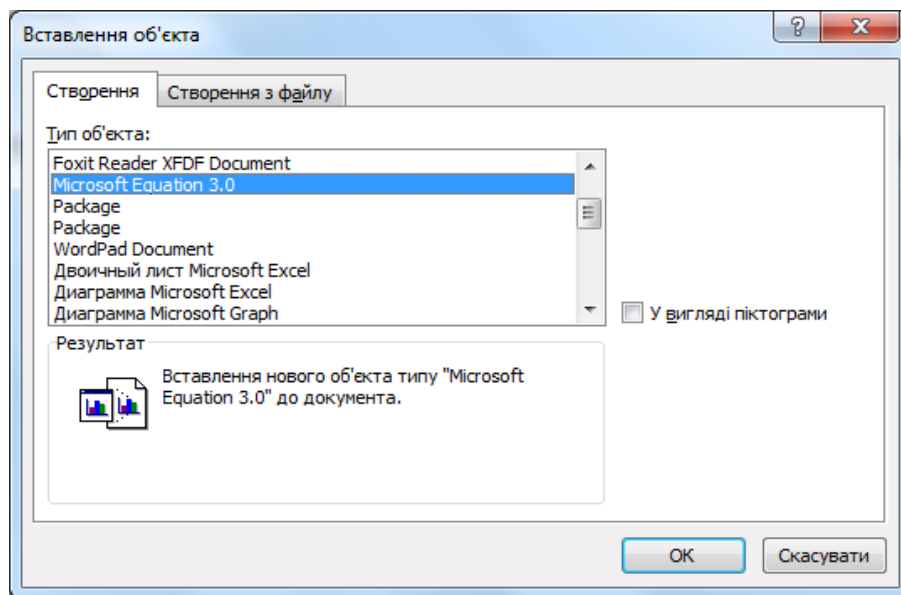 Вставлення об'єкта
Створення
Створення з файлу
Тип об'єкта:
Foxit Reader XFDF Document
Microsoft Equation 3.0
Package
Package
WordPad Document
Двоичный лист Microsoft Excel
Диаграмма Microsoft Excel
Диаграмма Microsoft Graph
У вигляді піктограми
Результат
Вставлення нового об'єкта типу "Microsoft
Equation 3.0" до документа.
ОК
Скасувати